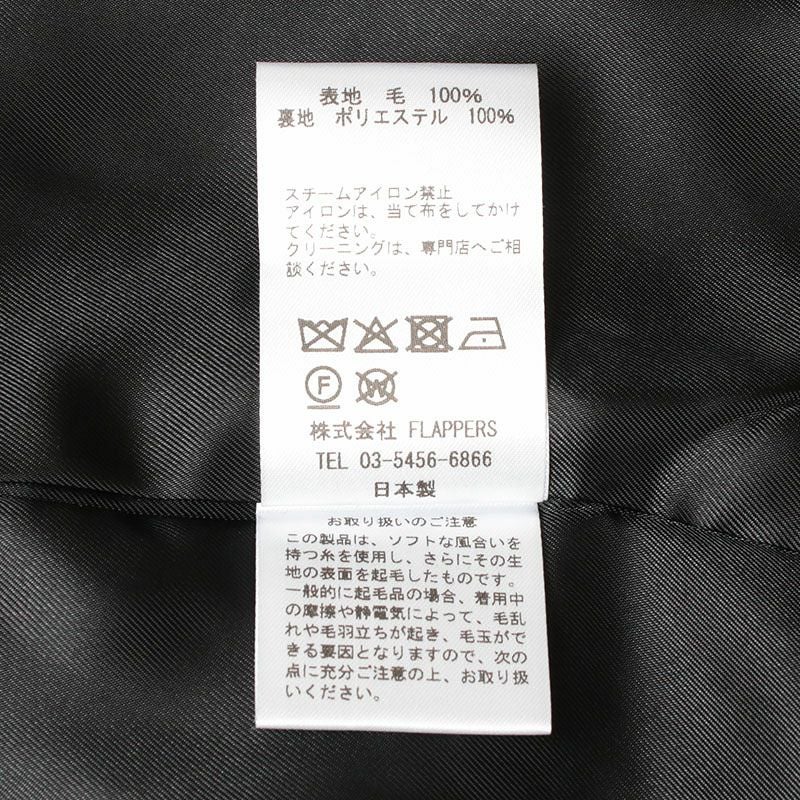 表地 毛 100%
裏地 ポリエステル 100%
スチームアイロン禁止
アイロンは、当て布をしてかけ
てください。
クリーニングは、専門店へご相
談ください。
F W
株式会社 FLAPPERS
TEL 03-5456-6866
日本製
お取り扱いのご注意
この製品は、ソフトな風合いを
持つ糸を使用し、さらにその生
地の表面を起毛したものです。
一般的に起毛品の場合、着用中
の摩擦や静電気によって、毛乱
れや毛羽立ちが起き、毛玉がで
きる要因となりますので、次の
点に充分ご注意の上、お取り扱
いください。